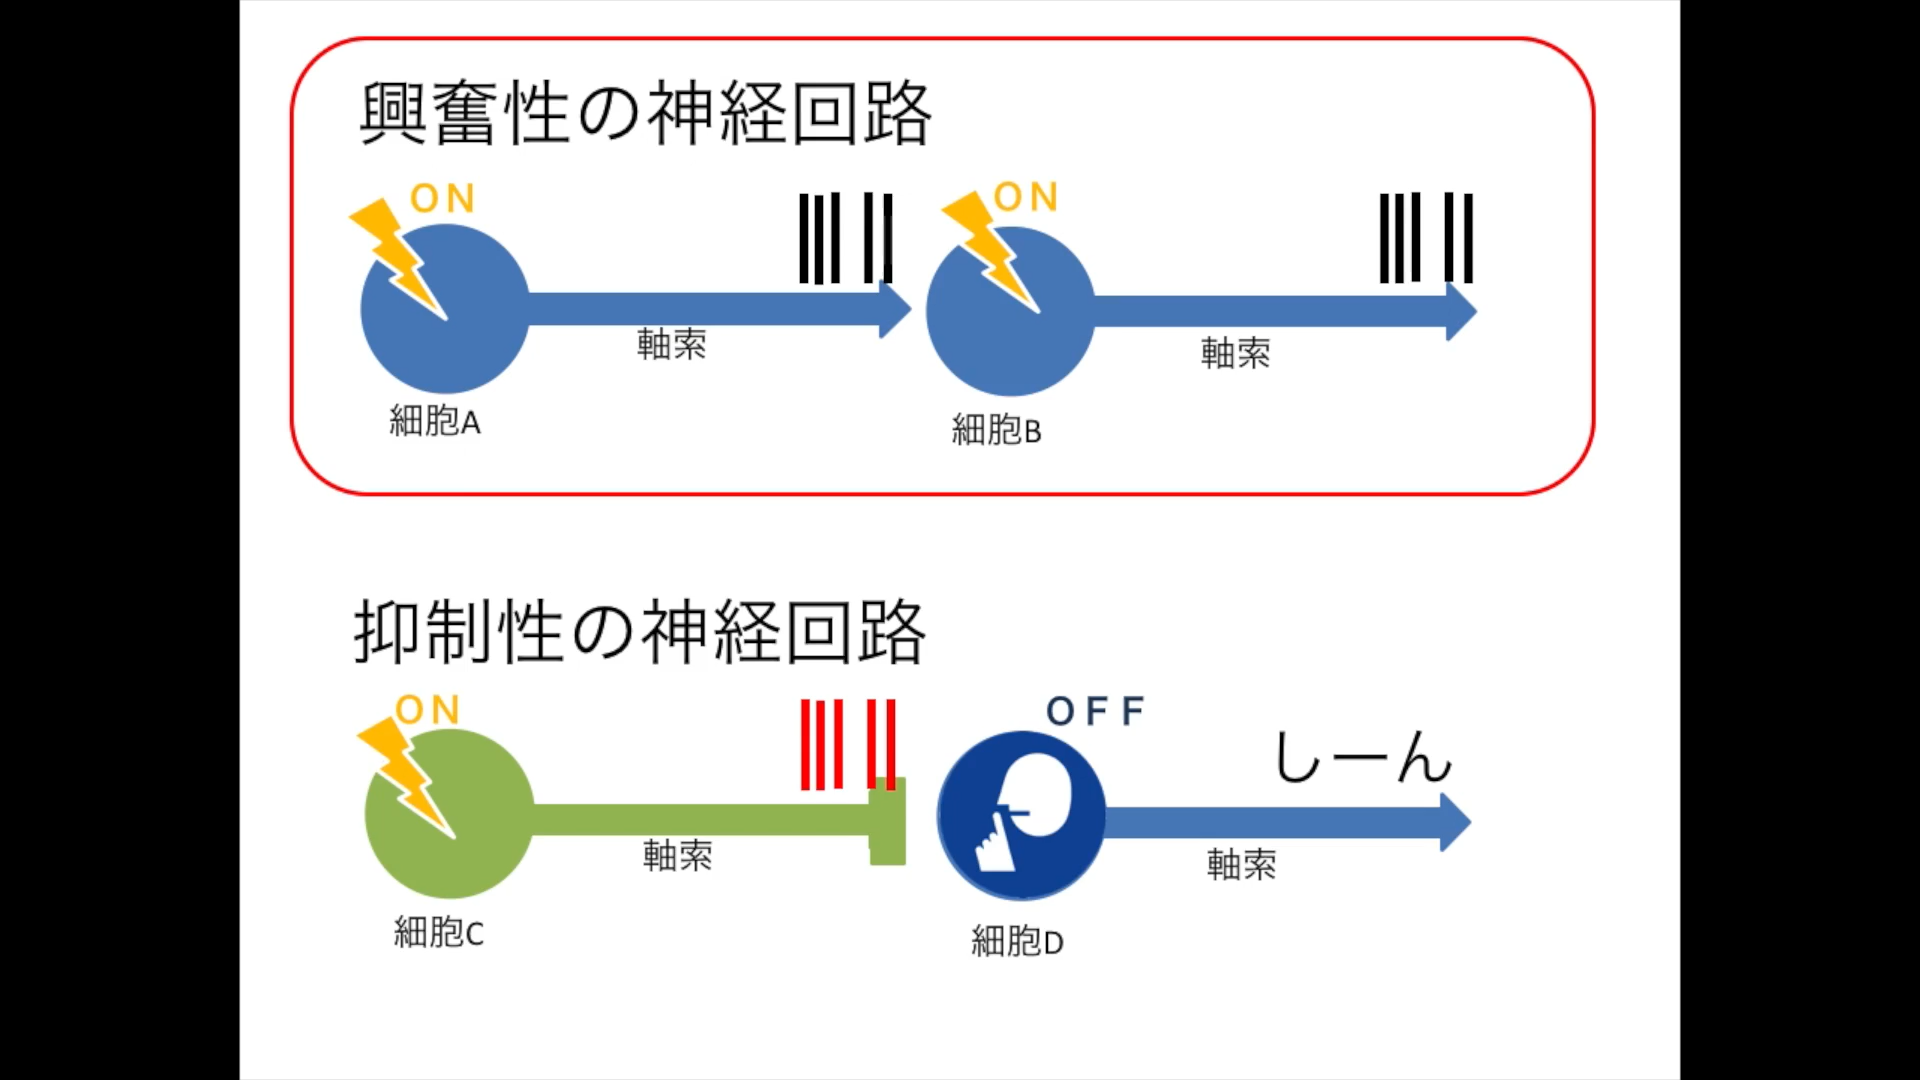 興奮性の神経回路
ON
ON
軸索
軸索
細胞A
細胞B
抑制性の神経回路
ON
OFF
しーん
軸索
軸索
細胞C
細胞D